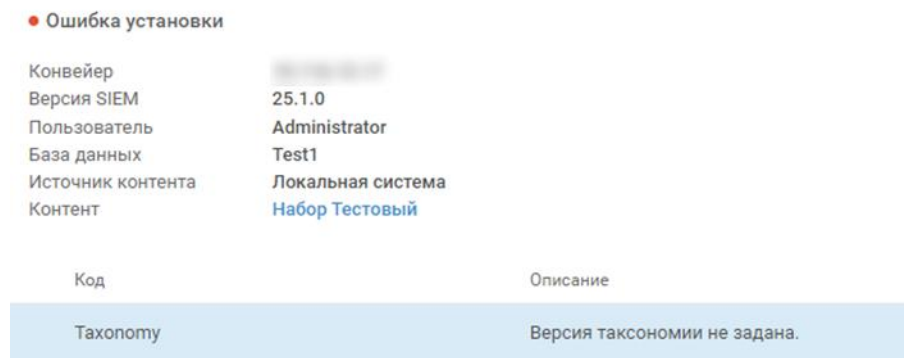 Ошибка установки
Конвейер
Версия SIEM 25.1.0
Пользователь Administrator
База данных Test1
Источник контента Локальная система
Контент Набор Тестовый
Код Описание
Taxonomy Версия таксономии не задана.